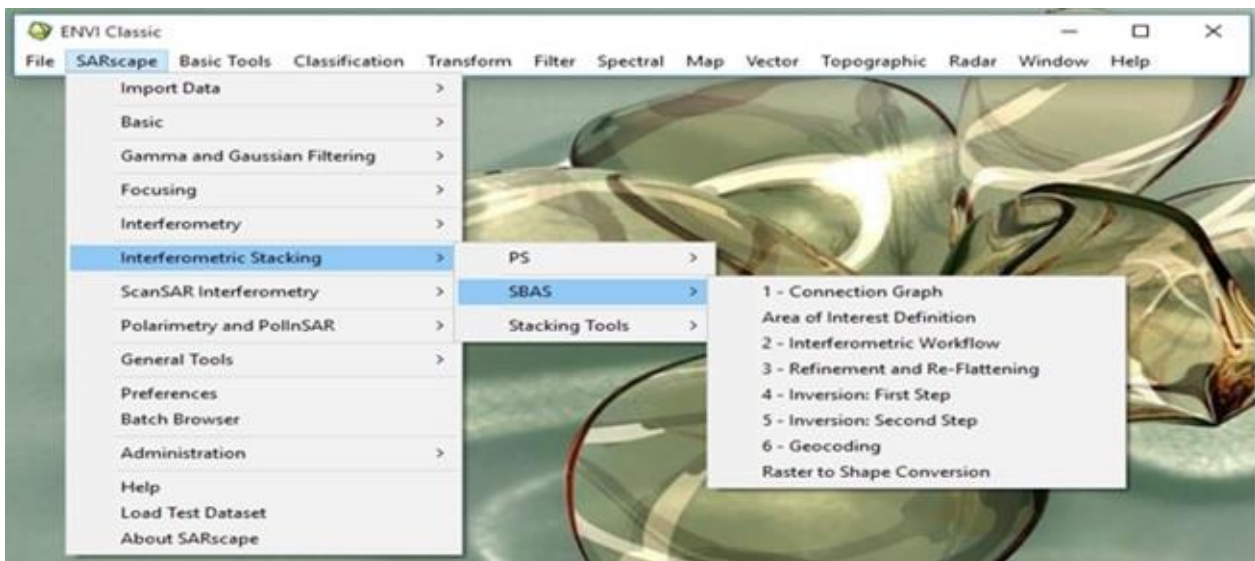 ENVI Classic
File SARscape Basic Tools Classification Transform Filter Spectral Map Vector Topographic Radar Window Help
Import Data
Basic
Gamma and Gaussian Filtering
Focusing
Interferometry
Interferometric Stacking
ScanSAR Interferometry
Polarimetry and PolInSAR
General Tools
Preferences
Batch Browser
Administration
Help
Load Test Dataset
About SARscape
PS
SBAS
Stacking Tools
1 - Connection Graph
Area of Interest Definition
2 - Interferometric Workflow
3 - Refinement and Re-Flattening
4 - Inversion: First Step
5 - Inversion: Second Step
6 - Geocoding
Raster to Shape Conversion